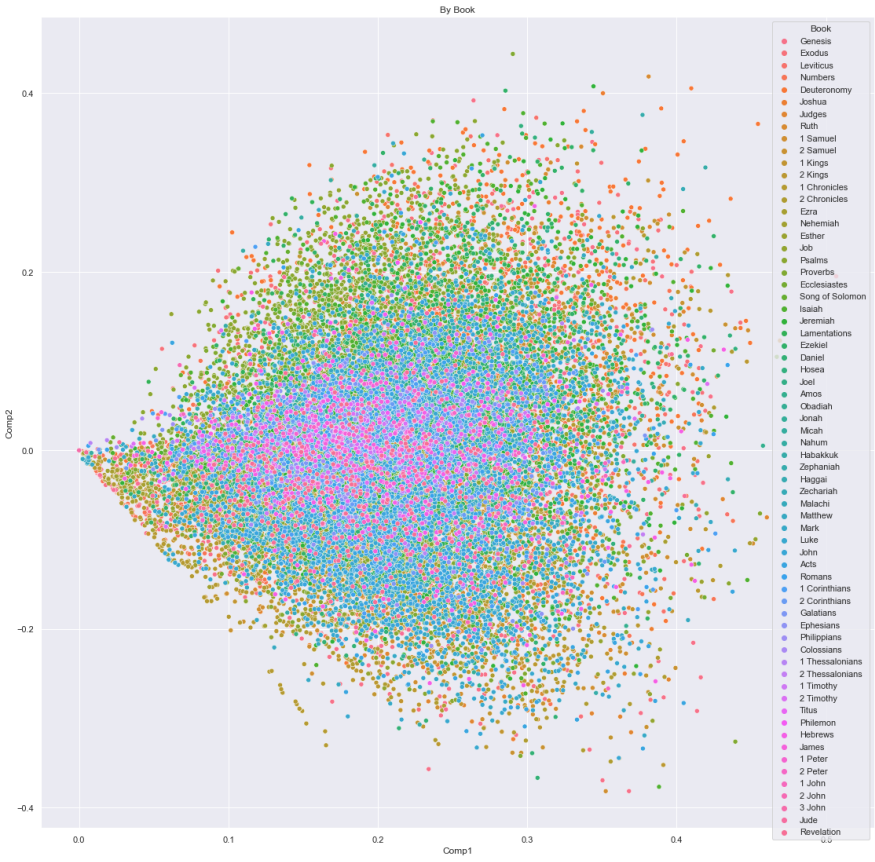 By Book
Book
Genesis
Exodus
Leviticus
Numbers
Deuteronomy
Joshua
Judges
Ruth
1 Samuel
2 Samuel
1 Kings
2 Kings
1 Chronicles
2 Chronicles
Ezra
Nehemiah
Esther
Job
Psalms
Proverbs
Ecclesiastes
Song of Solomon
Isaiah
Jeremiah
Lamentations
Ezekiel
Daniel
Hosea
Joel
Amos
Obadiah
Jonah
Micah
Nahum
Habakkuk
Zephaniah
Haggai
Zechariah
Malachi
Matthew
Mark
Luke
John
Acts
Romans
1 Corinthians
2 Corinthians
Galatians
Ephesians
Philippians
Colossians
1 Thessalonians
2 Thessalonians
1 Timothy
2 Timothy
Titus
Philemon
Hebrews
James
1 Peter
2 Peter
1 John
2 John
3 John
Jude
Revelation
Comp2
0.4
0.2
0.0
−0.2
−0.4
0.0 0.1 0.2 0.3 0.4 0.5
Comp1